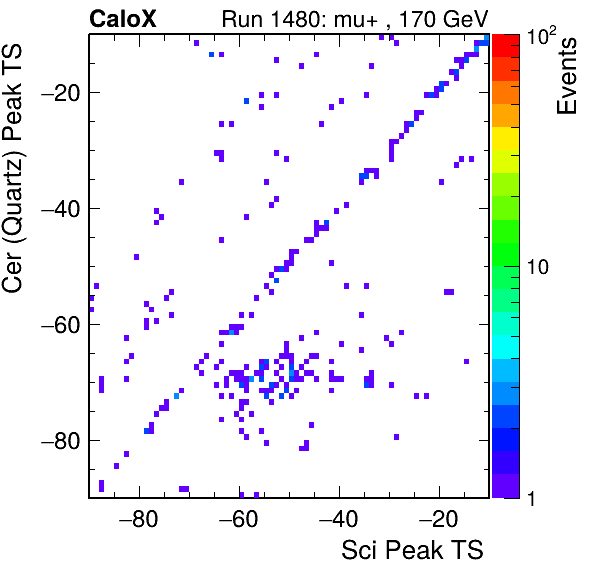 CaloX Run 1480: mu+ , 170 GeV
Cer (Quartz) Peak TS
−20
−40
−60
−80
−80 −60 −40 −20
Sci Peak TS
10²
10
1
Events